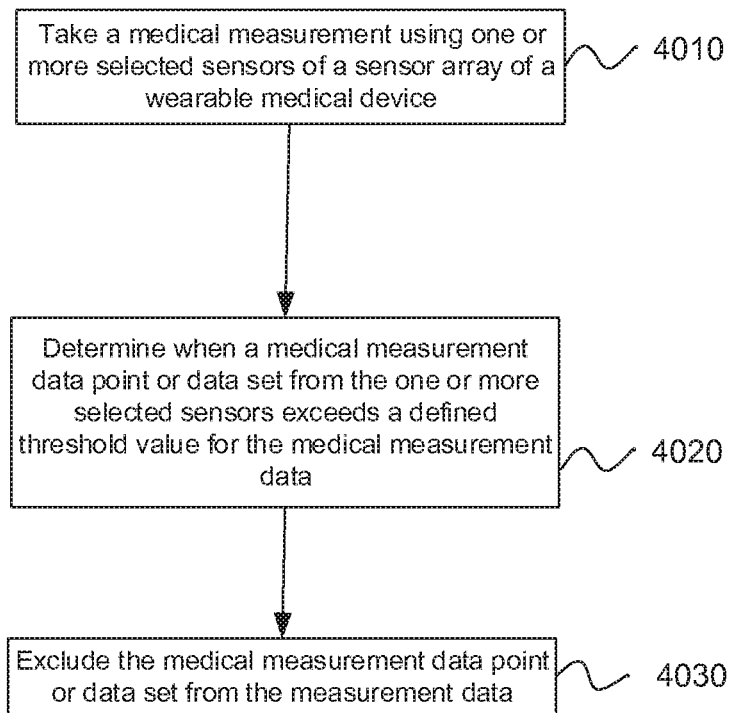 Take a medical measurement using one or
more selected sensors of a sensor array of a
wearable medical device
4010
Determine when a medical measurement
data point or data set from the one or more
selected sensors exceeds a defined
threshold value for the medical measurement
data
4020
Exclude the medical measurement data point
or data set from the measurement data
4030